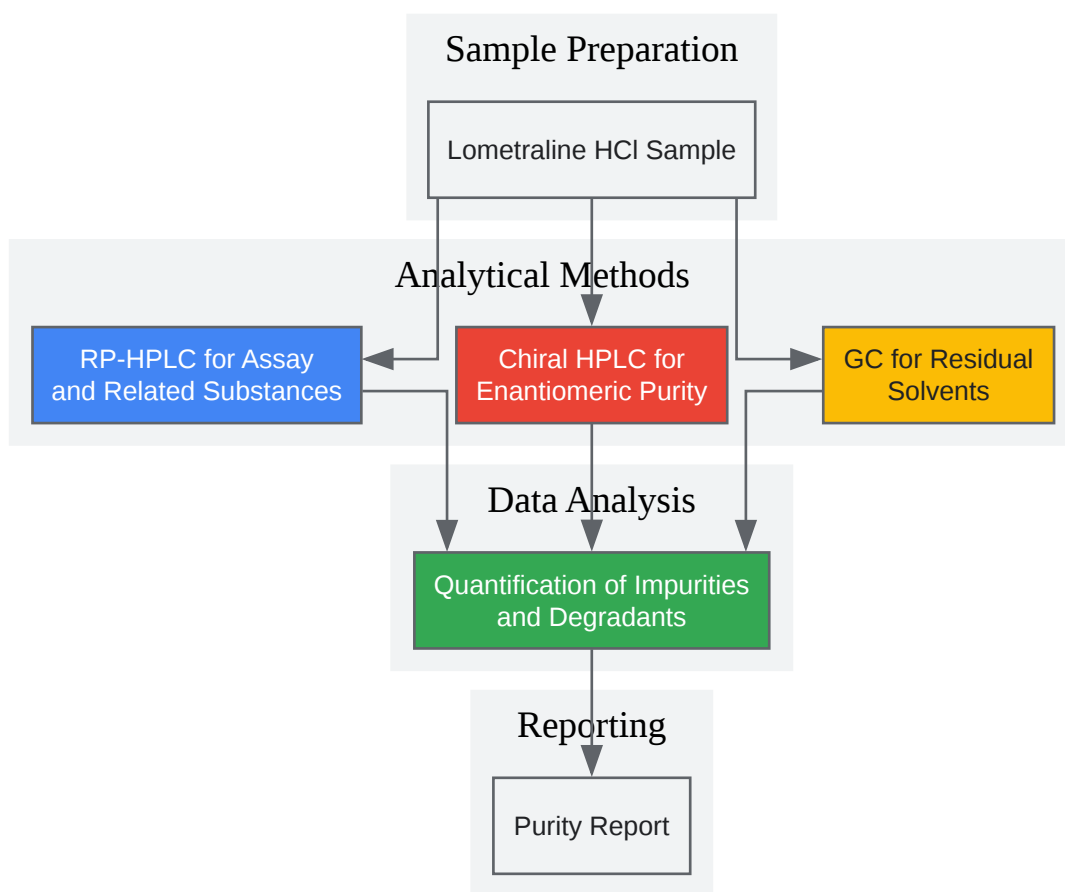 Sample Preparation
Lometraline HCl Sample
Analytical Methods
RP-HPLC for Assay
and Related Substances
Chiral HPLC for
Enantiomeric Purity
GC for Residual
Solvents
Data Analysis
Quantification of Impurities
and Degradants
Reporting
Purity Report